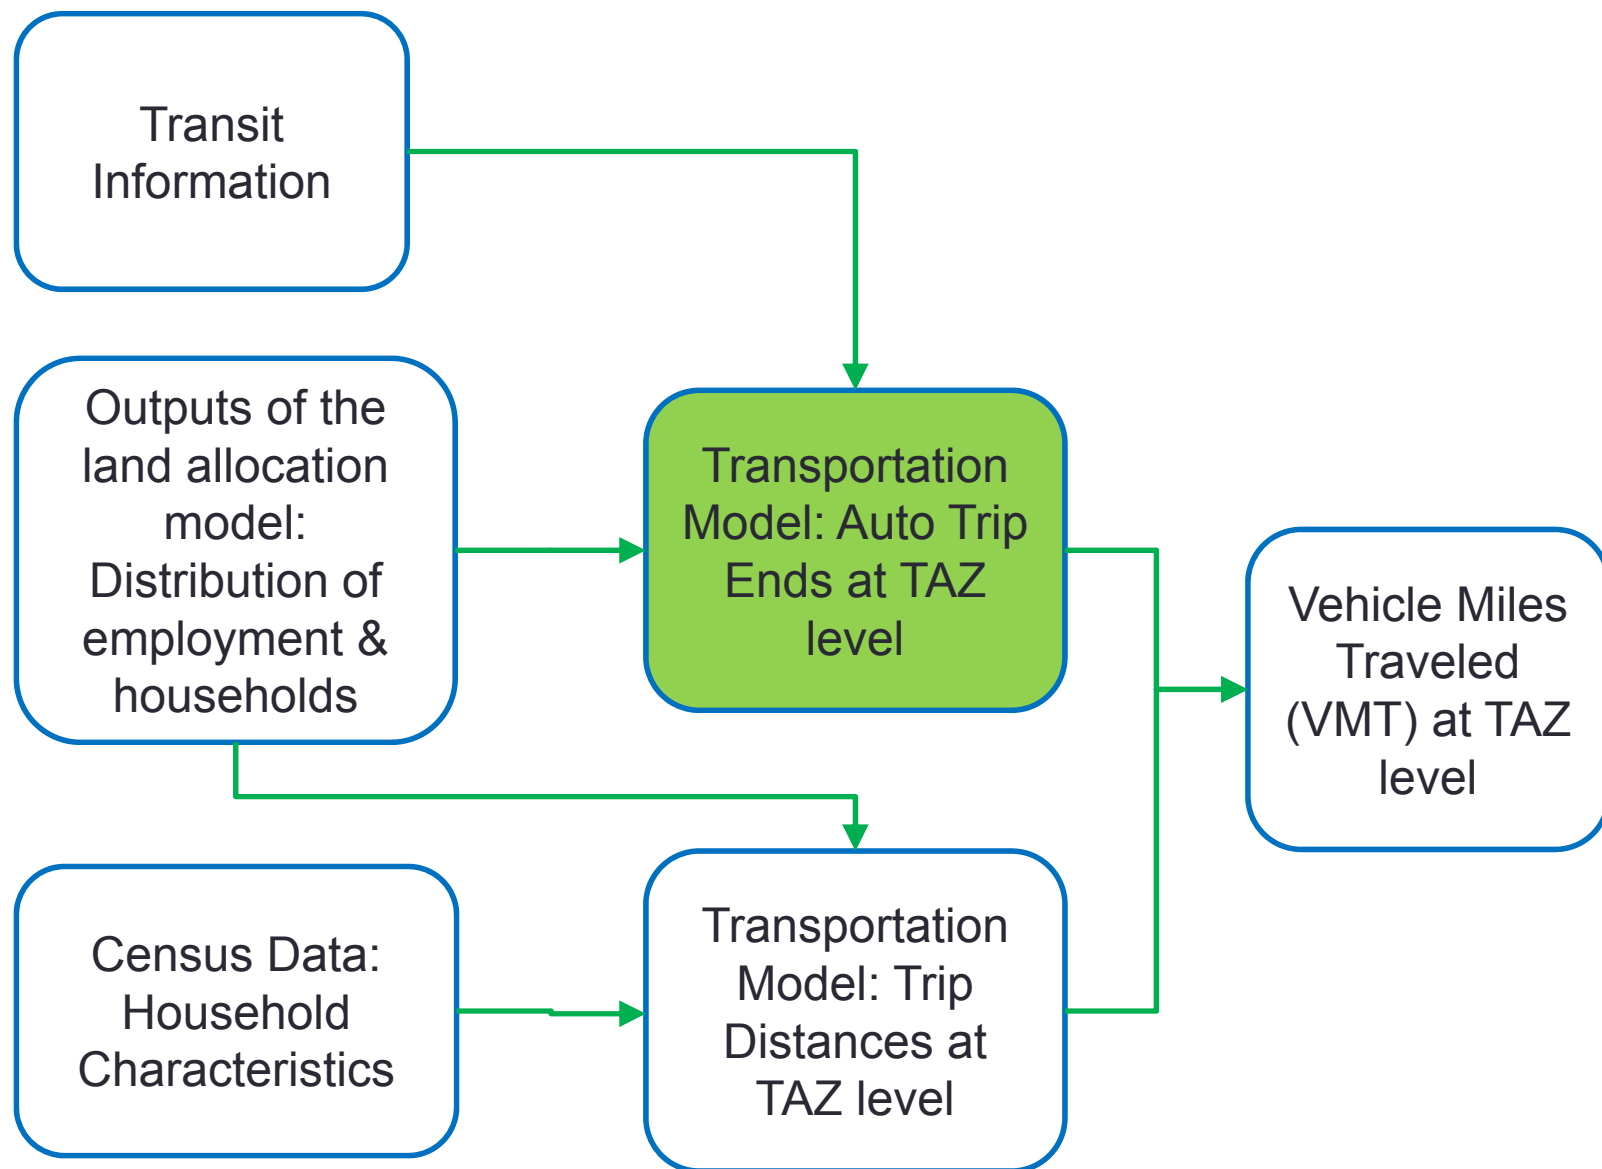 Transit
Information
Outputs of the
land allocation
model:
Distribution of
employment &
households
Transportation
Model: Auto Trip
Ends at TAZ
level
Vehicle Miles
Traveled
(VMT) at TAZ
level
Census Data:
Household
Characteristics
Transportation
Model: Trip
Distances at
TAZ level